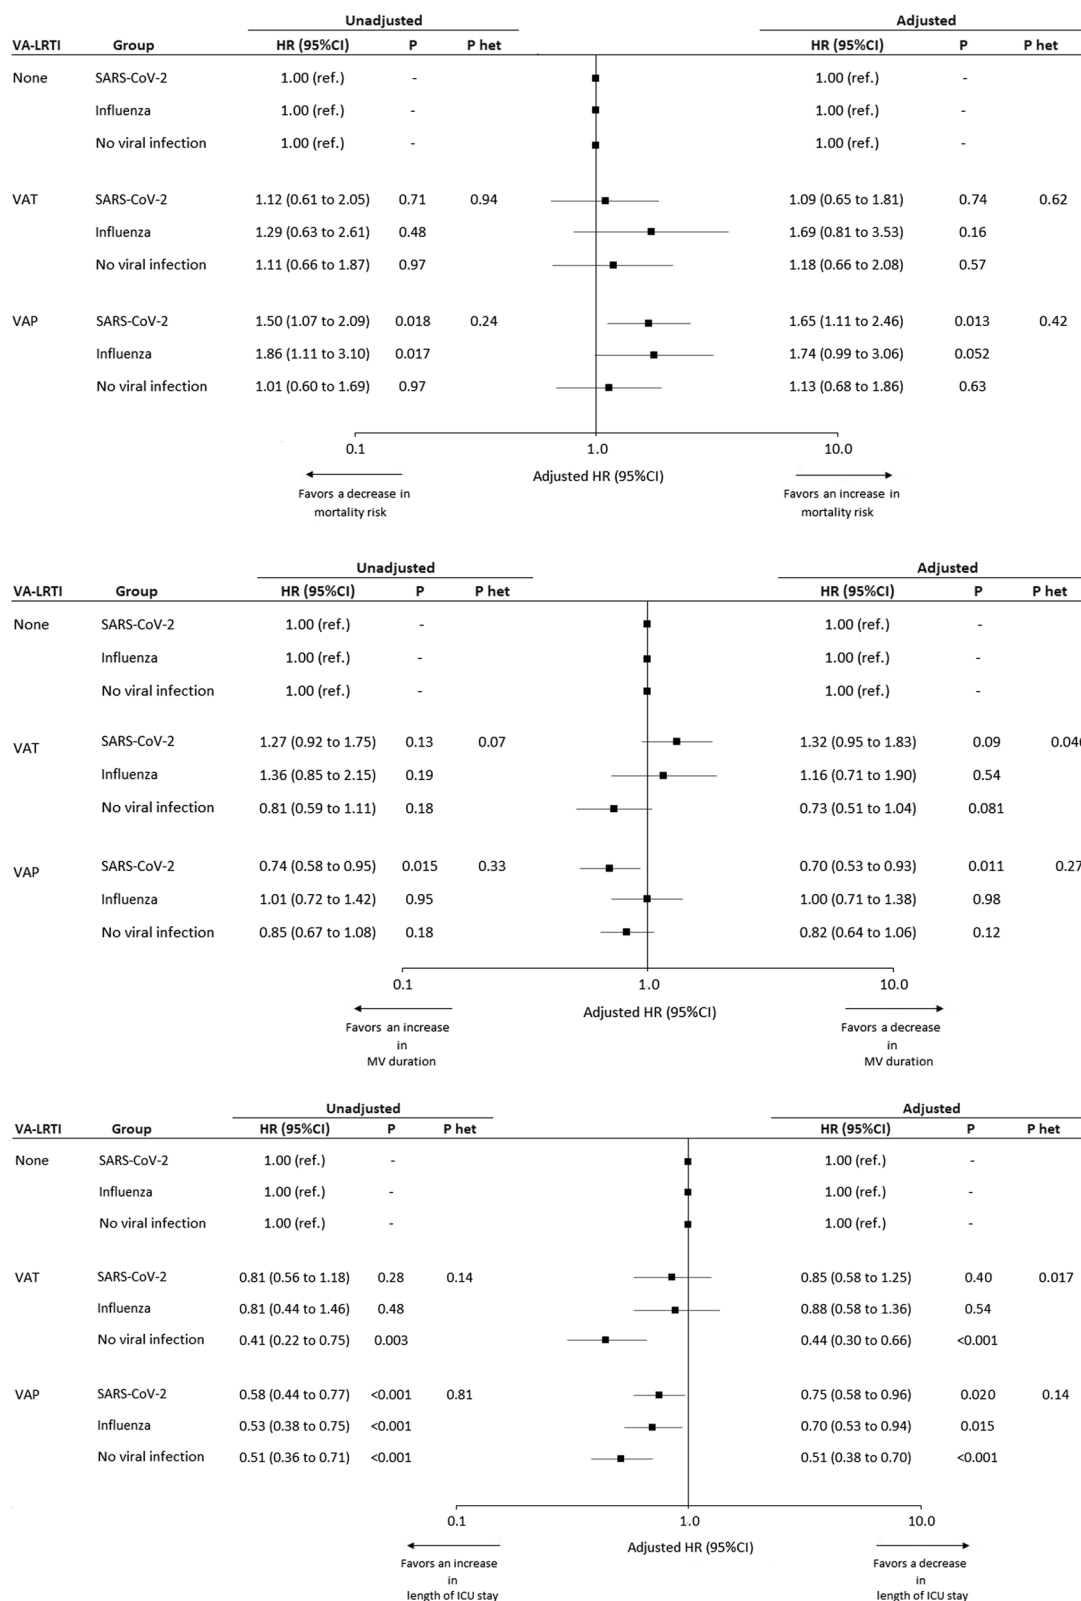 Unadjusted Adjusted
VA-LRTI Group HR (95%CI) P P het HR (95%CI) P P het
None SARS-CoV-2 1.00 (ref.) - 1.00 (ref.) -
Influenza 1.00 (ref.) - 1.00 (ref.) -
No viral infection 1.00 (ref.) - 1.00 (ref.) -
VAT SARS-CoV-2 1.12 (0.61 to 2.05) 0.71 0.94 1.09 (0.65 to 1.81) 0.74 0.62
Influenza 1.29 (0.63 to 2.61) 0.48 1.69 (0.81 to 3.53) 0.16
No viral infection 1.11 (0.66 to 1.87) 0.97 1.18 (0.66 to 2.08) 0.57
VAP SARS-CoV-2 1.50 (1.07 to 2.09) 0.018 0.24 1.65 (1.11 to 2.46) 0.013 0.42
Influenza 1.86 (1.11 to 3.10) 0.017 1.74 (0.99 to 3.06) 0.052
No viral infection 1.01 (0.60 to 1.69) 0.97 1.13 (0.68 to 1.86) 0.63
0.1 1.0 10.0
Adjusted HR (95%CI)
Favors a decrease in Favors an increase in
mortality risk mortality risk
Unadjusted Adjusted
VA-LRTI Group HR (95%CI) P P het HR (95%CI) P P het
None SARS-CoV-2 1.00 (ref.) - 1.00 (ref.) -
Influenza 1.00 (ref.) - 1.00 (ref.) -
No viral infection 1.00 (ref.) - 1.00 (ref.) -
VAT SARS-CoV-2 1.27 (0.92 to 1.75) 0.13 0.07 1.32 (0.95 to 1.83) 0.09 0.04
Influenza 1.36 (0.85 to 2.15) 0.19 1.16 (0.71 to 1.90) 0.54
No viral infection 0.81 (0.59 to 1.11) 0.18 0.73 (0.51 to 1.04) 0.081
VAP SARS-CoV-2 0.74 (0.58 to 0.95) 0.015 0.33 0.70 (0.53 to 0.93) 0.011 0.27
Influenza 1.01 (0.72 to 1.42) 0.95 1.00 (0.71 to 1.38) 0.98
No viral infection 0.85 (0.67 to 1.08) 0.18 0.82 (0.64 to 1.06) 0.12
0.1 1.0 10.0
Adjusted HR (95%CI)
Favors an increase Favors a decrease
in in
MV duration MV duration
Unadjusted Adjusted
VA-LRTI Group HR (95%CI) P P het HR (95%CI) P P het
None SARS-CoV-2 1.00 (ref.) - 1.00 (ref.) -
Influenza 1.00 (ref.) - 1.00 (ref.) -
No viral infection 1.00 (ref.) - 1.00 (ref.) -
VAT SARS-CoV-2 0.81 (0.56 to 1.18) 0.28 0.14 0.85 (0.58 to 1.25) 0.40 0.017
Influenza 0.81 (0.44 to 1.46) 0.48 0.88 (0.58 to 1.36) 0.54
No viral infection 0.41 (0.22 to 0.75) 0.003 0.44 (0.30 to 0.66) <0.001
VAP SARS-CoV-2 0.58 (0.44 to 0.77) <0.001 0.81 0.75 (0.58 to 0.96) 0.020 0.14
Influenza 0.53 (0.38 to 0.75) <0.001 0.70 (0.53 to 0.94) 0.015
No viral infection 0.51 (0.36 to 0.71) <0.001 0.51 (0.38 to 0.70) <0.001
0.1 1.0 10.0
Adjusted HR (95%CI)
Favors an increase Favors a decrease
in in
length of ICU stay length of ICU stay